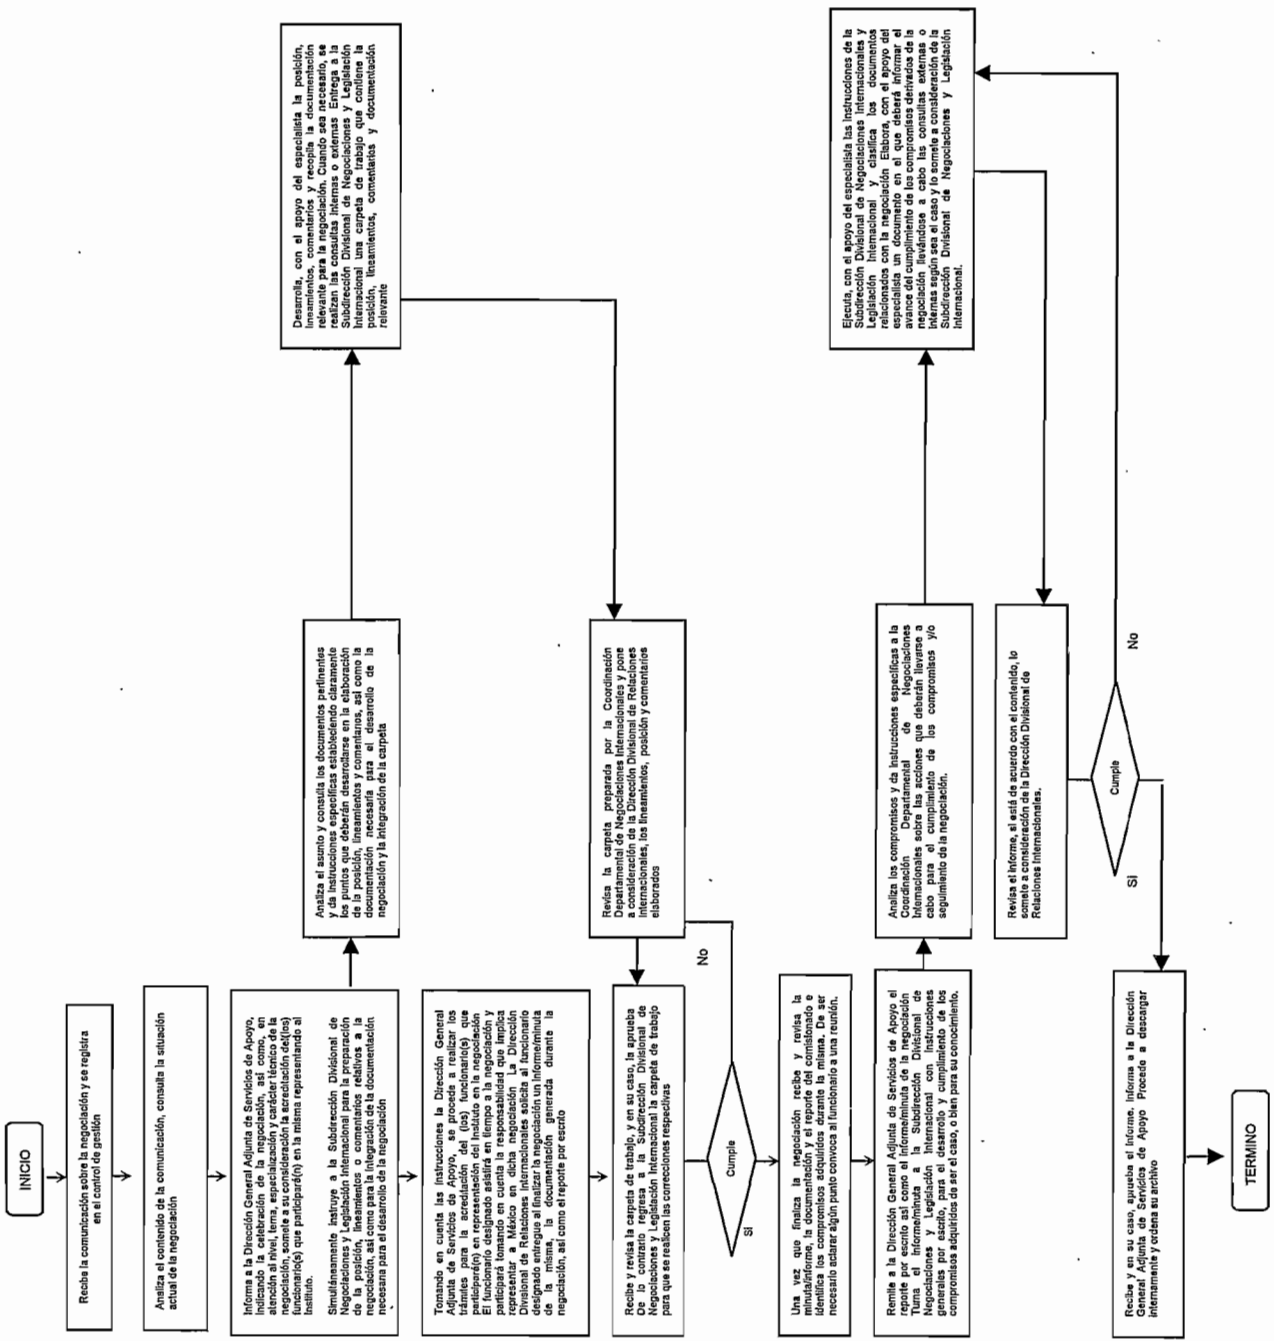 INICIO
Recibe la comunicación sobre la negociación y se registra
en el control de gestión
Analiza el contenido de la comunicación, consulta la situación
actual de la negociación
Informa a la Dirección General Adjunta de Servicios de Apoyo,
indicando la celebración de la negociación, así como, en
atención al nivel, tema, especialización y carácter técnico de la
negociación, somete a su consideración la acreditación del(los)
funcionario(s) que participará(n) en la misma representando al
Instituto.
Simultáneamente instruye a la Subdirección Divisional de
Negociaciones y Legislación Internacional para la preparación
de la posición, lineamientos o comentarios relativos a la
negociación, así como para la integración de la documentación
necesaria para el desarrollo de la negociación
Analiza el asunto y consulta los documentos pertinentes
y da instrucciones específicas estableciendo claramente
los puntos que deberán desarrollarse en la elaboración
de la posición, lineamientos y comentarios, así como la
documentación necesaria para el desarrollo de la
negociación y la integración de la carpeta
Desarrolla, con el apoyo del especialista la posición,
lineamientos, comentarios y recopila la documentación
relevante para la negociación. Cuando sea necesario, se
realizan las consultas internas o externas Entrega a la
Subdirección Divisional de Negociaciones y Legislación
Internacional una carpeta de trabajo que contiene la
posición, lineamientos, comentarios y documentación
relevante
Tomando en cuenta las instrucciones la Dirección General
Adjunta de Servicios de Apoyo, se procede a realizar los
trámites para la acreditación del (los) funcionario(s) que
participará(n) en representación del Instituto en la negociación
El funcionario designado asistirá en tiempo a la negociación y
participará tomando en cuenta la responsabilidad que implica
representar a México en dicha negociación La Dirección
Divisional de Relaciones Internacionales solicita al funcionario
designado entregue al finalizar la negociación un informe/minuta
de la misma, la documentación generada durante la
negociación, así como el reporte por escrito
Revisa la carpeta preparada por la Coordinación
Departamental de Negociaciones Internacionales y pone
a consideración de la Dirección Divisional de Relaciones
Internacionales, los lineamientos, posición y comentarios
elaborados
Recibe y revisa la carpeta de trabajo, y en su caso, la aprueba
De lo contrario regresa a la Subdirección Divisional de
Negociaciones y Legislación Internacional la carpeta de trabajo
para que se realicen las correcciones respectivas
No
Cumple
Si
Una vez que finaliza la negociación recibe y revisa la
minuta/informe, la documentación y el reporte del comisionado e
identifica los compromisos adquiridos durante la misma. De ser
necesario aclarar algún punto convoca al funcionario a una reunión.
Remite a la Dirección General Adjunta de Servicios de Apoyo el
reporte por escrito así como el informe/minuta de la negociación
Turna el informe/minuta a la Subdirección Divisional de
Negociaciones y Legislación Internacional con instrucciones
generales por escrito, para el desarrollo y cumplimiento de los
compromisos adquiridos de ser el caso, o bien para su conocimiento.
Analiza los compromisos y da instrucciones específicas a la
Coordinación Departamental de Negociaciones
Internacionales sobre las acciones que deberán llevarse a
cabo para el cumplimiento de los compromisos y/o
seguimiento de la negociación.
Ejecuta, con el apoyo del especialista las instrucciones de la
Subdirección Divisional de Negociaciones Internacionales y
Legislación Internacional y clasifica los documentos
relacionados con la negociación Elabora, con el apoyo del
especialista un documento en el que deberá informar el
avance del cumplimiento de los compromisos derivados de la
negociación llevándose a cabo las consultas externas o
internas según sea el caso y lo somete a consideración de la
Subdirección Divisional de Negociaciones y Legislación
Internacional.
Revisa el informe, si está de acuerdo con el contenido, lo
somete a consideración de la Dirección Divisional de
Relaciones Internacionales.
Cumple
No
Si
Recibe y en su caso, aprueba el informe. Informa a la Dirección
General Adjunta de Servicios de Apoyo Procede a descargar
internamente y ordena su archivo
TERMINO